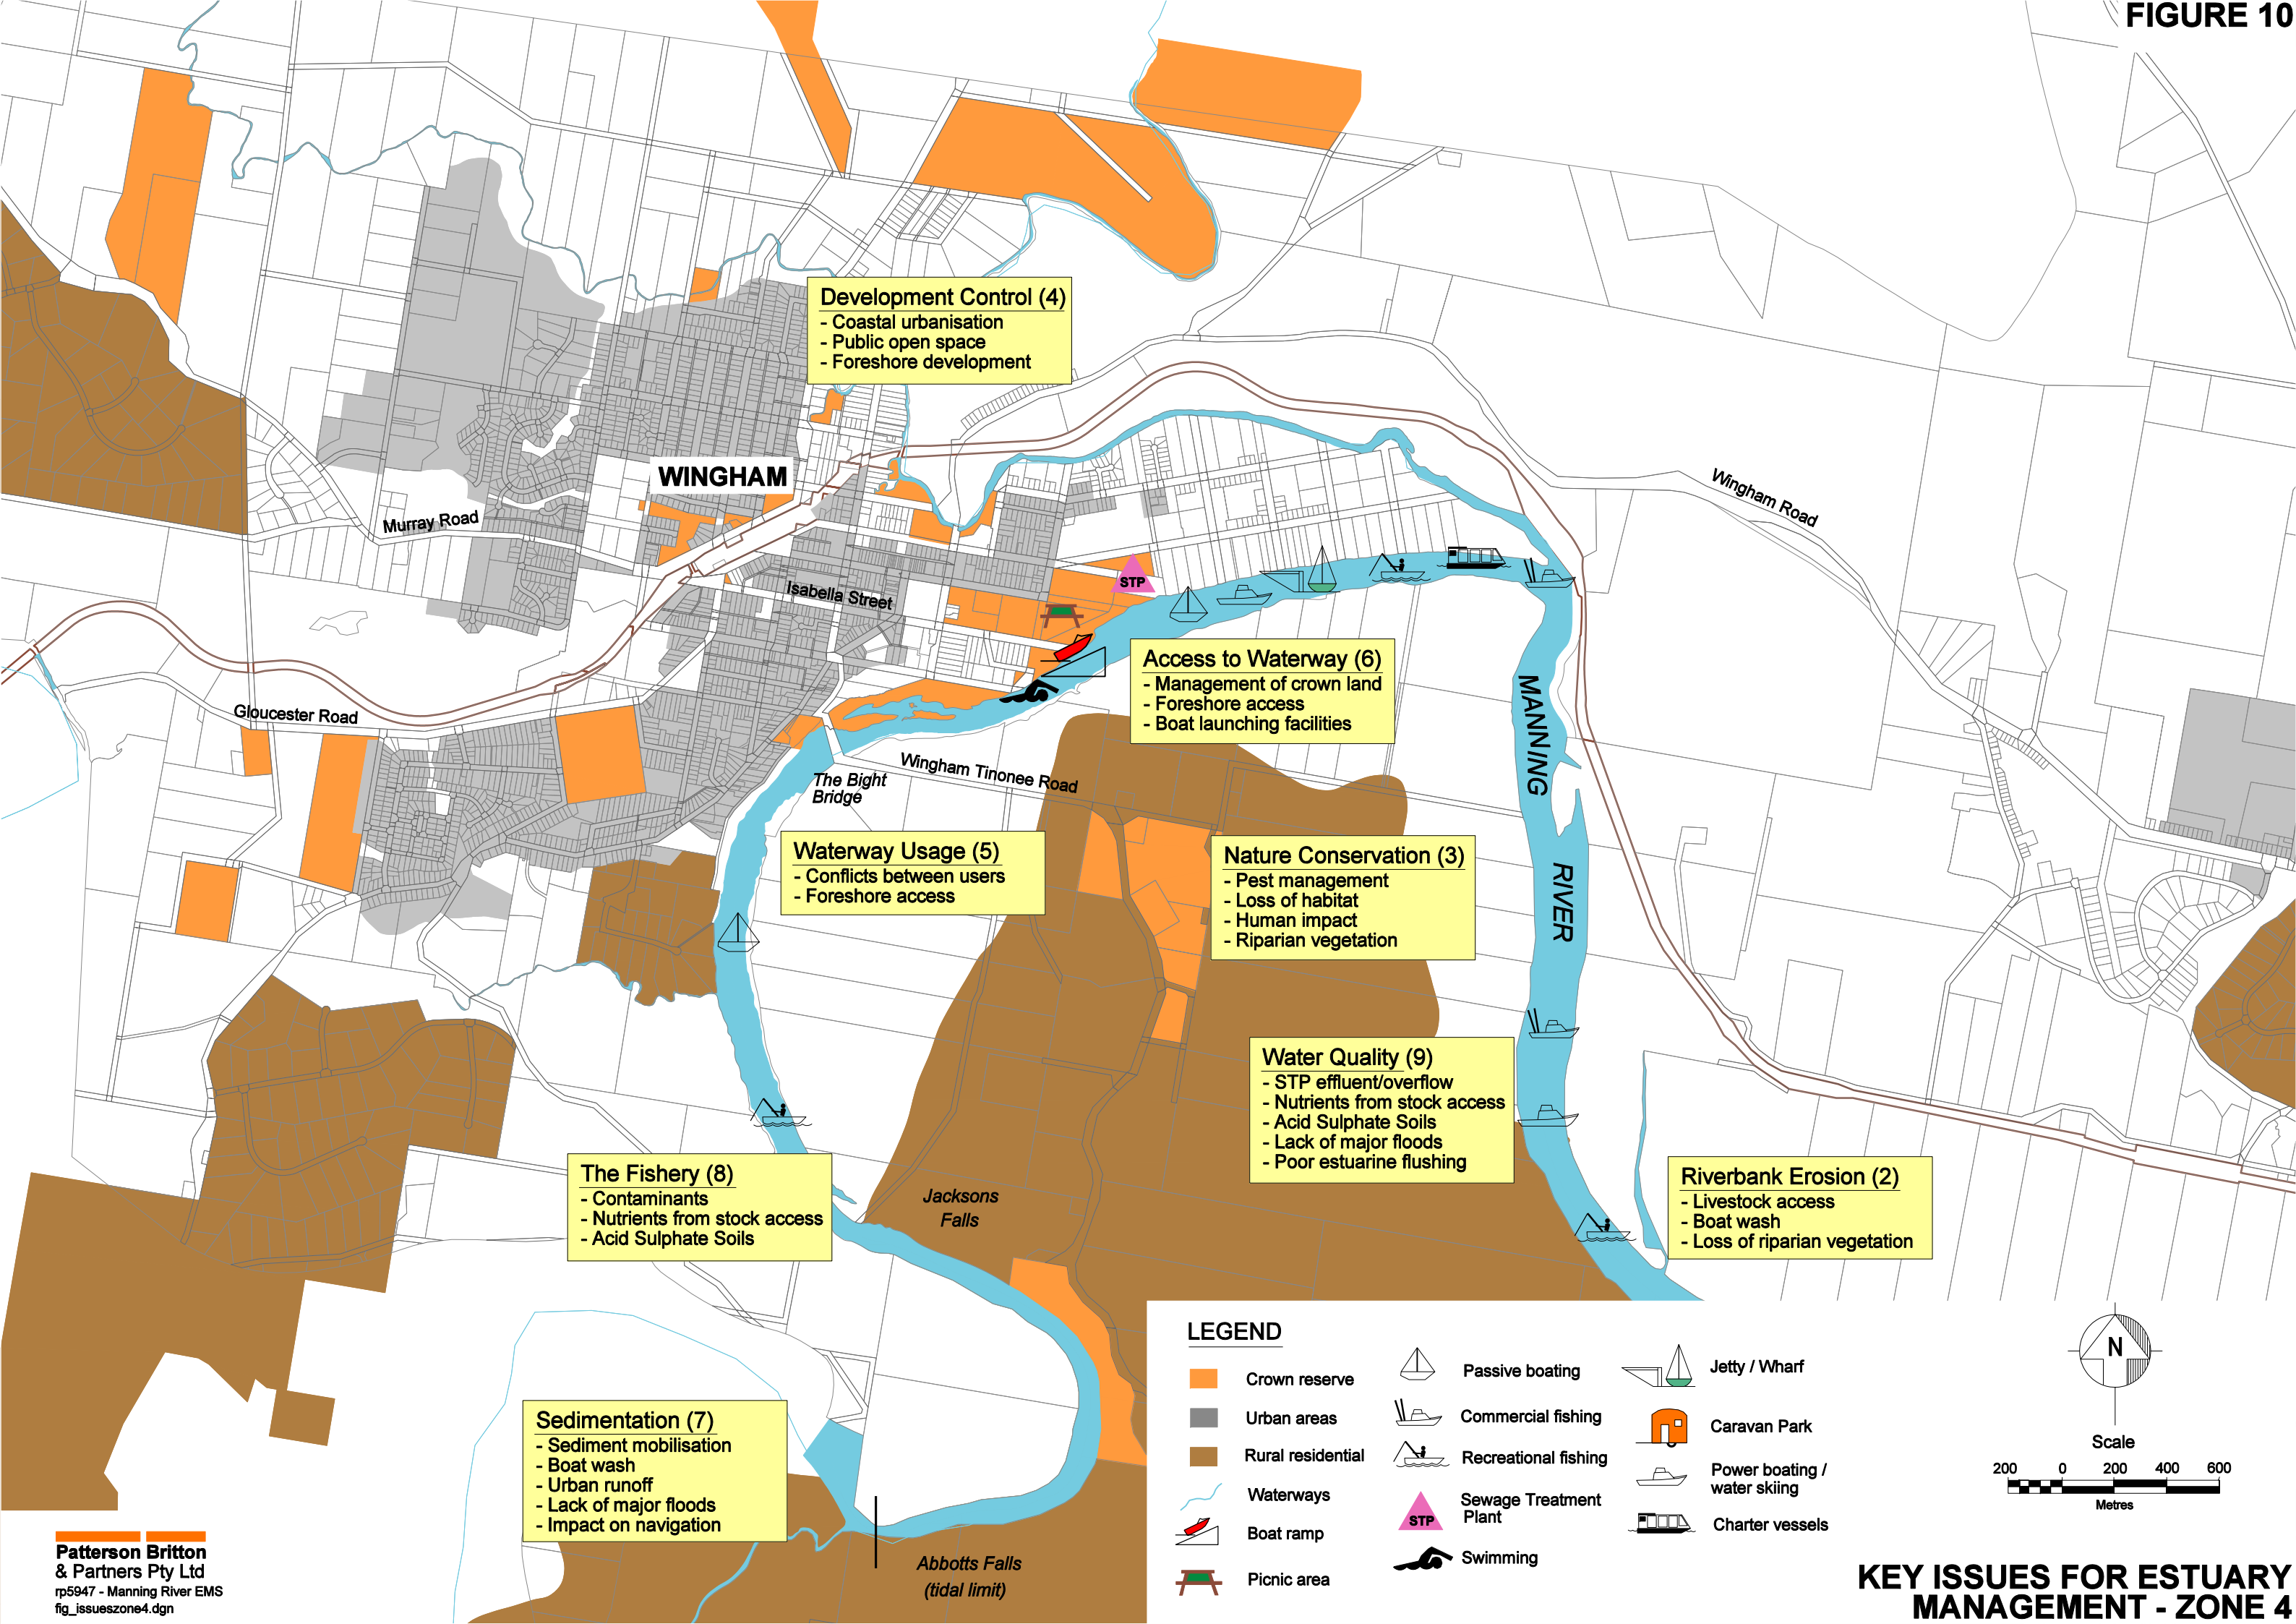 FIGURE 10
Development Control (4)
- Coastal urbanisation
- Public open space
- Foreshore development
WINGHAM
Murray Road
Wingham Road
Isabella Street
STP
Access to Waterway (6)
- Management of crown land
- Foreshore access
- Boat launching facilities
MANNING
RIVER
Gloucester Road
Wingham Tinonee Road
The Bight
Bridge
Waterway Usage (5)
- Conflicts between users
- Foreshore access
Nature Conservation (3)
- Pest management
- Loss of habitat
- Human impact
- Riparian vegetation
Water Quality (9)
- STP effluent/overflow
- Nutrients from stock access
- Acid Sulphate Soils
- Lack of major floods
- Poor estuarine flushing
The Fishery (8)
- Contaminants
- Nutrients from stock access
- Acid Sulphate Soils
Jacksons
Falls
Riverbank Erosion (2)
- Livestock access
- Boat wash
- Loss of riparian vegetation
Sedimentation (7)
- Sediment mobilisation
- Boat wash
- Urban runoff
- Lack of major floods
- Impact on navigation
Abbotts Falls
(tidal limit)
LEGEND
Crown reserve
Urban areas
Rural residential
Waterways
Boat ramp
Picnic area
Passive boating
Commercial fishing
Recreational fishing
STP
Sewage Treatment
Plant
Swimming
Jetty / Wharf
Caravan Park
Power boating /
water skiing
Charter vessels
N
Scale
200 0 200 400 600
Metres
Patterson Britton
& Partners Pty Ltd
rp5947 - Manning River EMS
fig_issueszone4.dgn
KEY ISSUES FOR ESTUARY
MANAGEMENT - ZONE 4